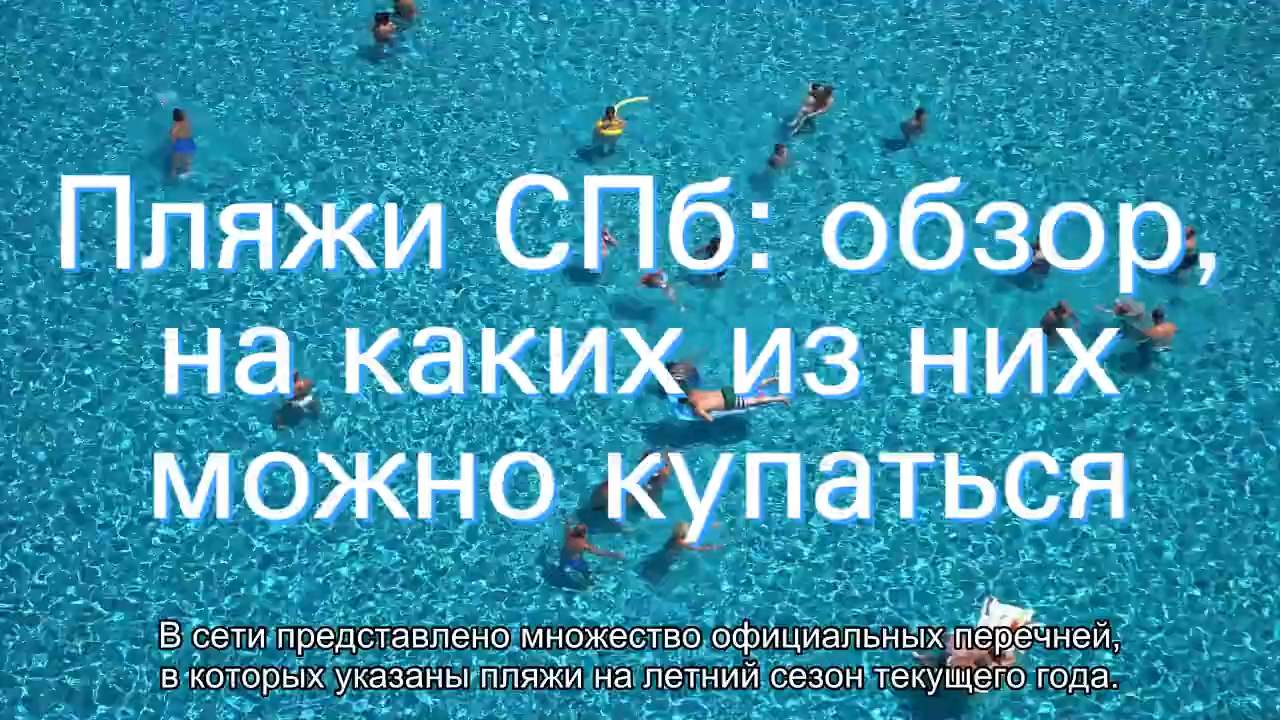 Пляжи СПб: обзор,
на каких из них
можно купаться
В сети представлено множество официальных перечней,
в которых указаны пляжи на летний сезон текущего года.